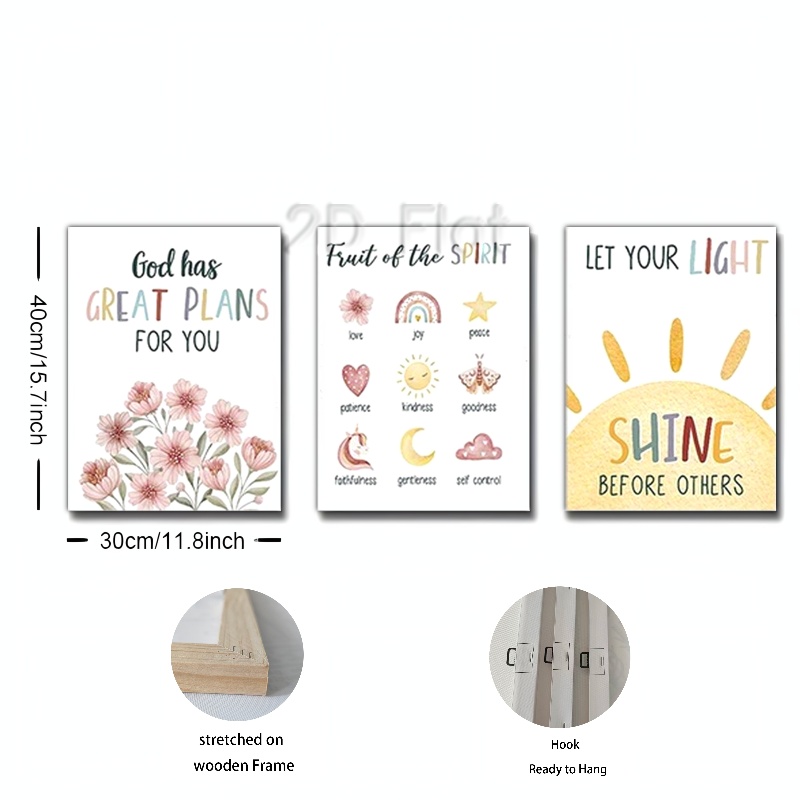 2D Flat
40cm/15.7inch
God has
GREAT PLANS
FOR YOU
Fruit of the SPIRIT
love joy peace
patience kindness goodness
faithfulness gentleness self control
LET YOUR LIGHT
SHINE
BEFORE OTHERS
30cm/11.8inch
stretched on
wooden Frame
Hook
Ready to Hang